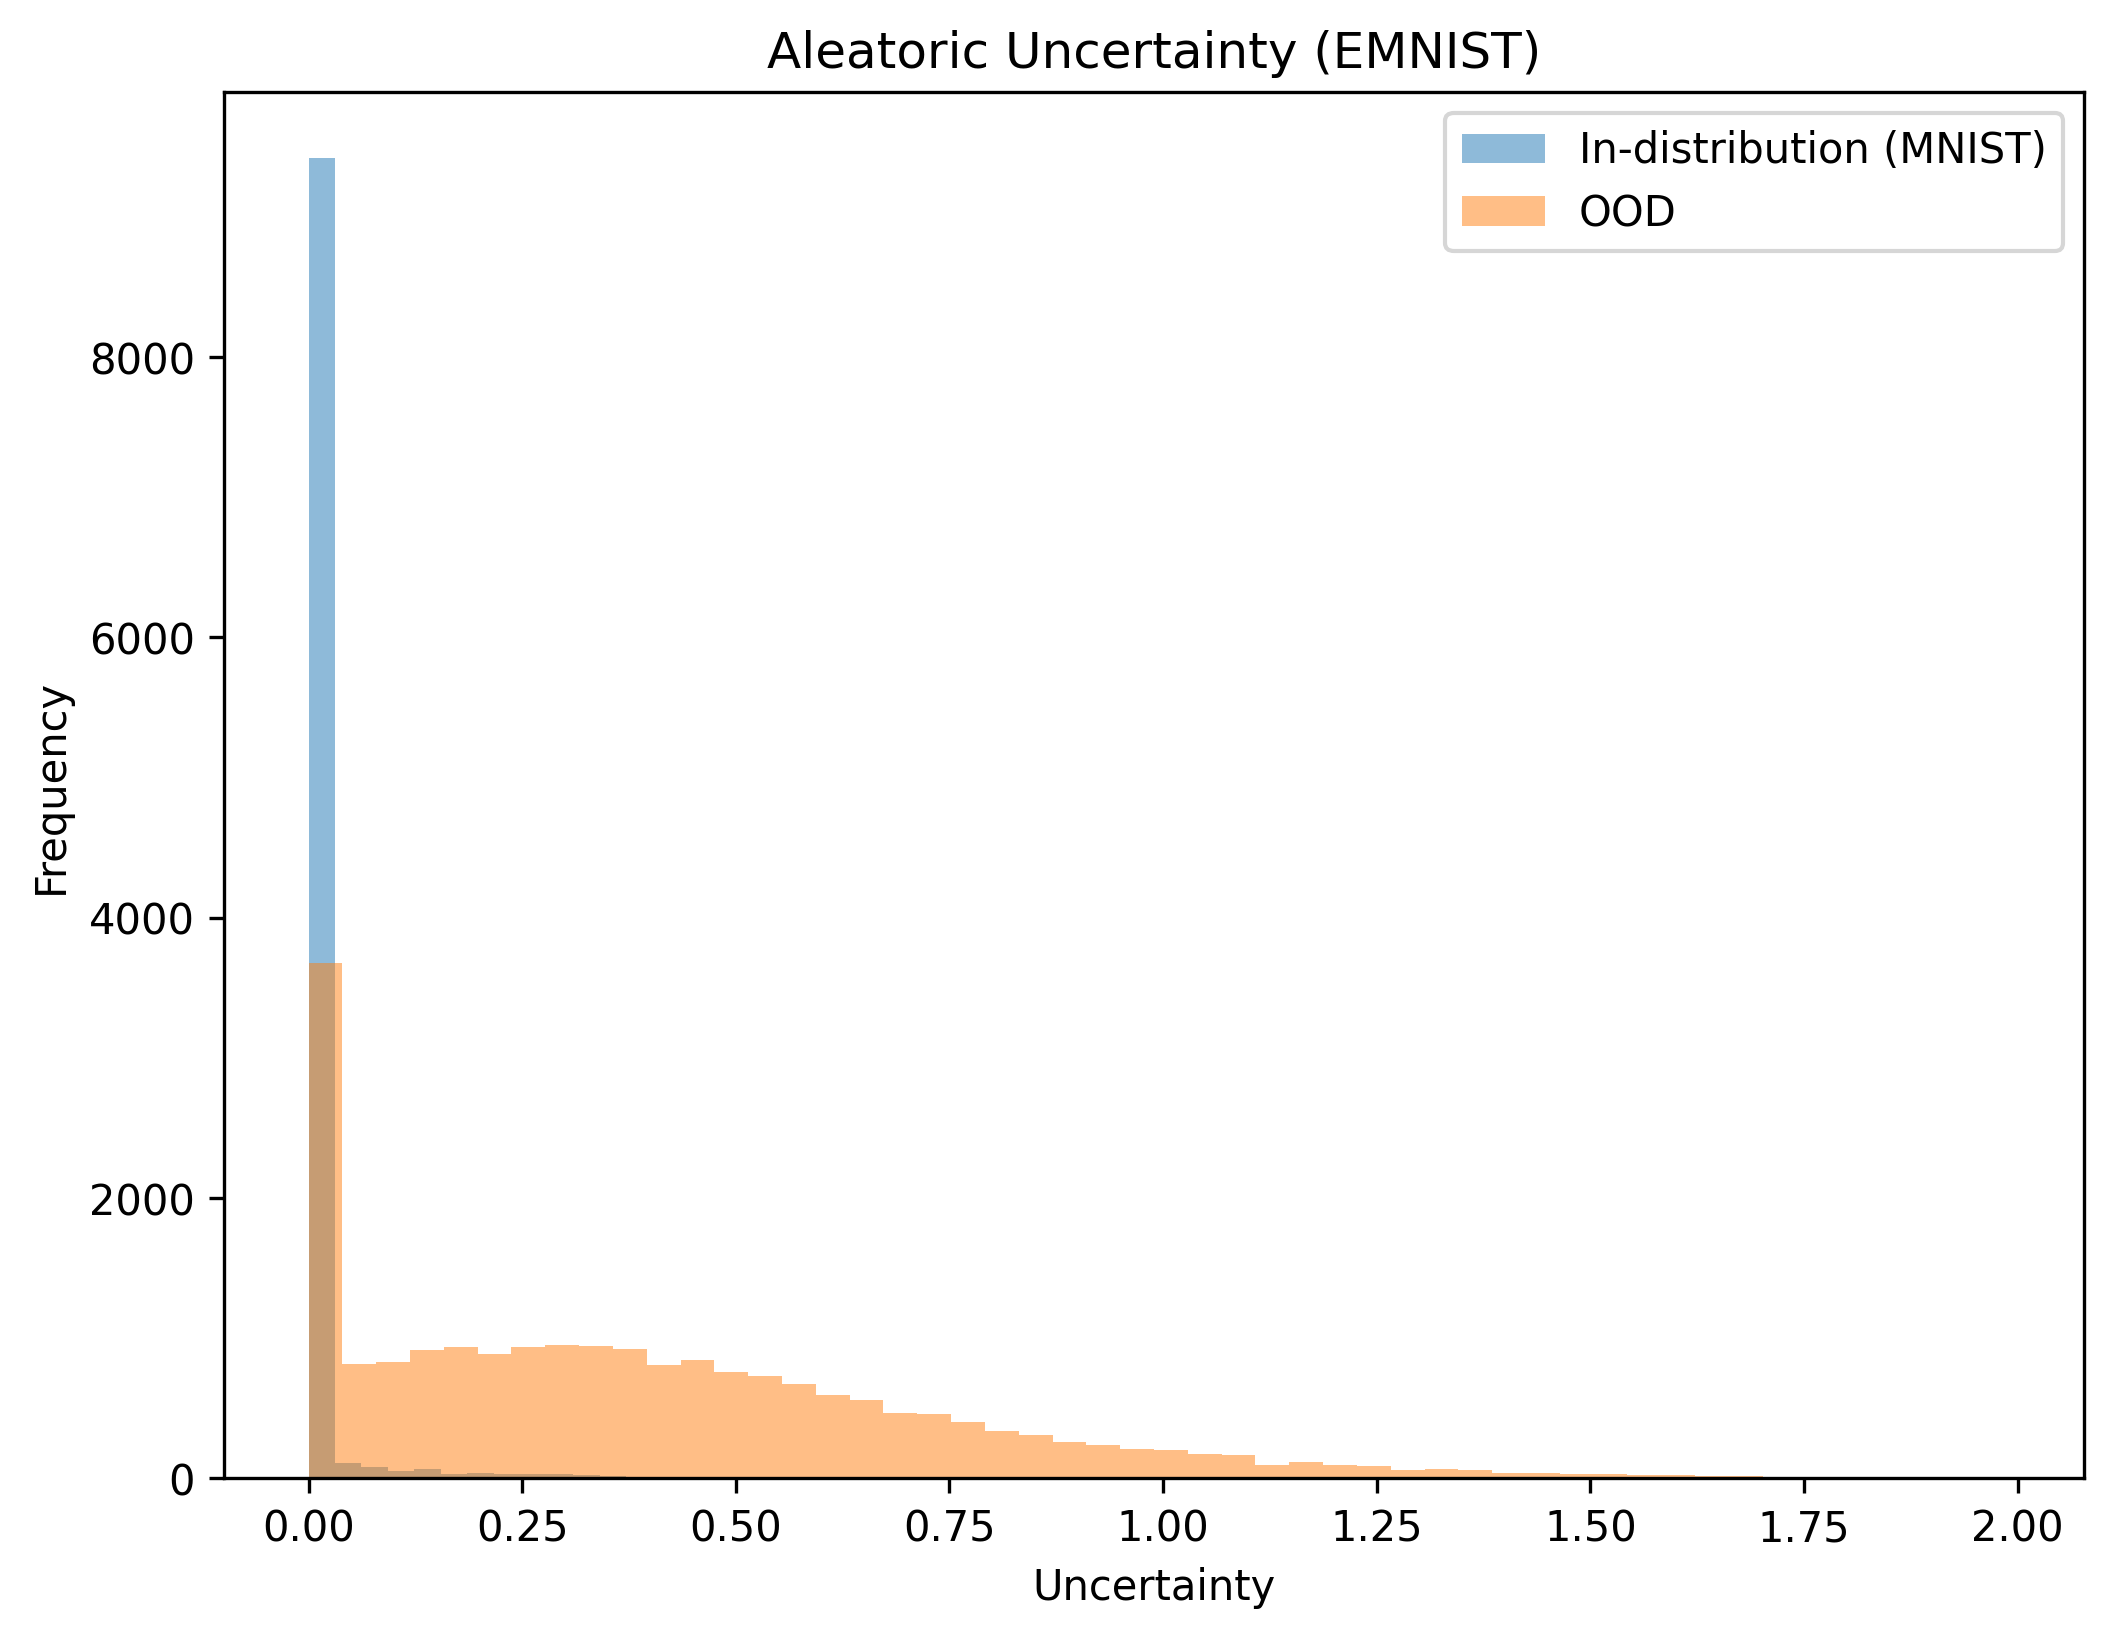 Aleatoric Uncertainty (EMNIST)
In-distribution (MNIST)
OOD
8000
6000
4000
2000
0
Frequency
0.00 0.25 0.50 0.75 1.00 1.25 1.50 1.75 2.00
Uncertainty